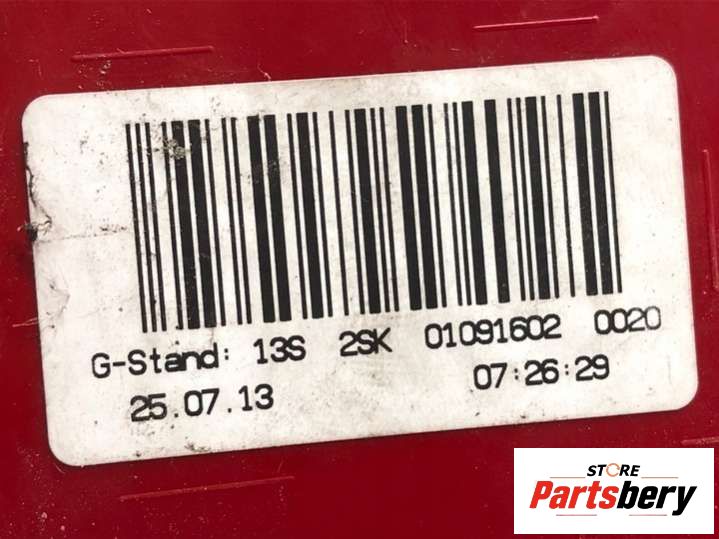 G-Stand: 13S 2SK 01091602 0020
25.07.13 07:26:29
STORE
Partsbery